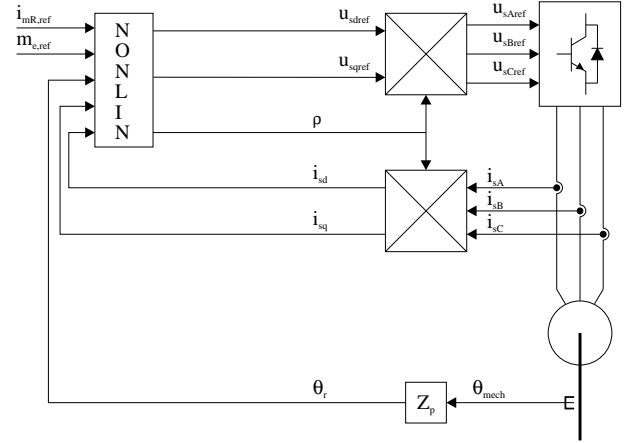 i_mR,ref
m_e,ref
NONLIN
u_sdref
u_sqref
ρ
u_sAref
u_sBref
u_sCref
i_sd
i_sq
i_sA
i_sB
i_sC
θ_r
Z_p
θ_mech